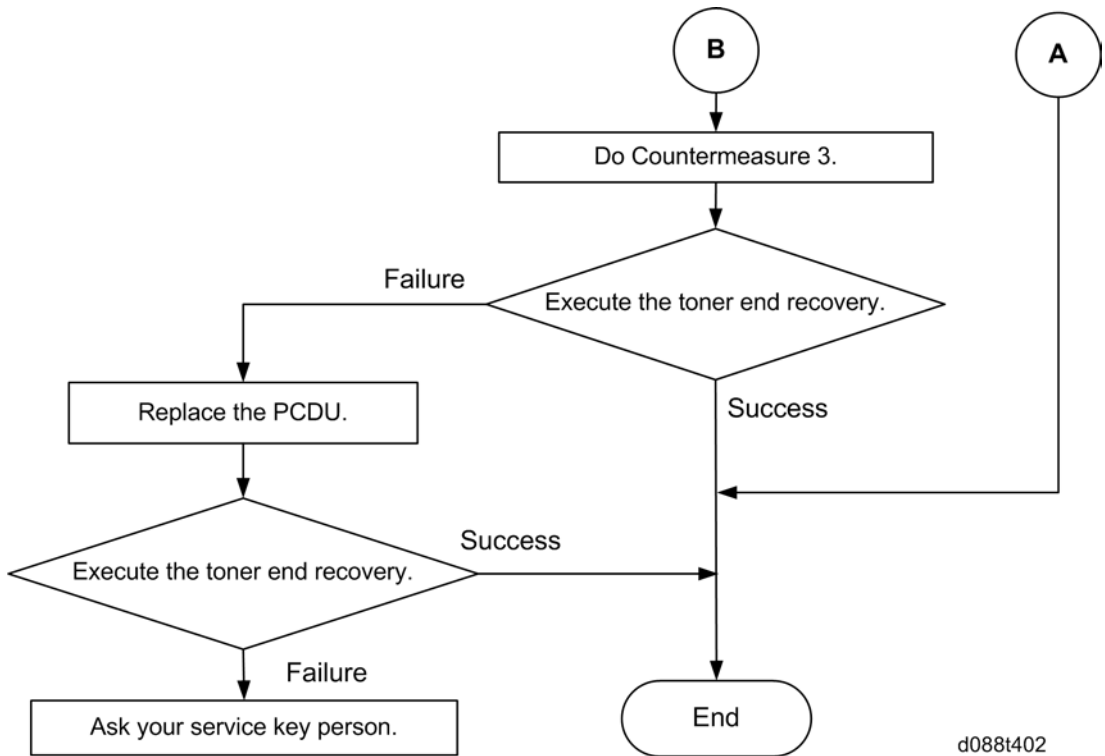 B
A
Do Countermeasure 3.
Failure
Execute the toner end recovery.
Replace the PCDU.
Success
Success
Execute the toner end recovery.
Failure
Ask your service key person.
End
d088t402